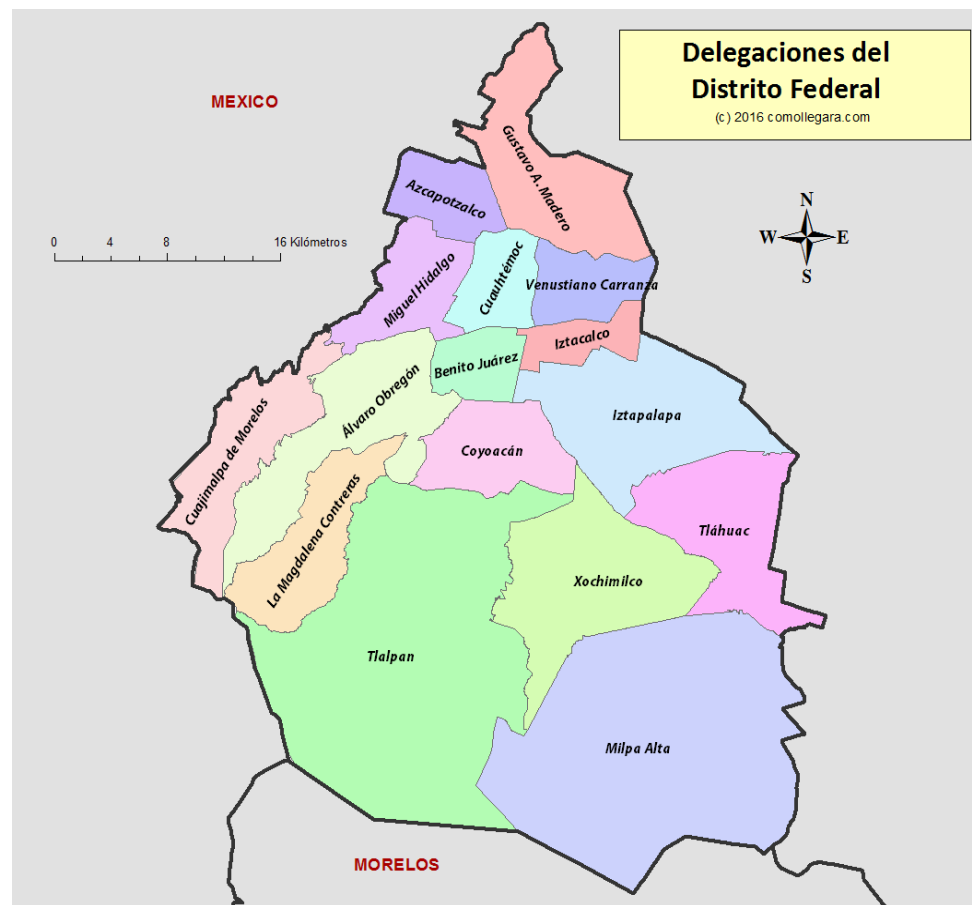 Delegaciones del
Distrito Federal
(c) 2016 comollegara.com
MEXICO
Gustavo A. Madero
Azcapotzalco
N
W E
S
0 4 8 16 Kilómetros
Miguel Hidalgo
Cuauhtémoc
Venustiano Carranza
Iztacalco
Benito Juárez
Álvaro Obregón
Iztapalapa
Cuajimalpa de Morelos
Coyoacán
La Magdalena Contreras
Tláhuac
Xochimilco
Tlalpan
Milpa Alta
MORELOS